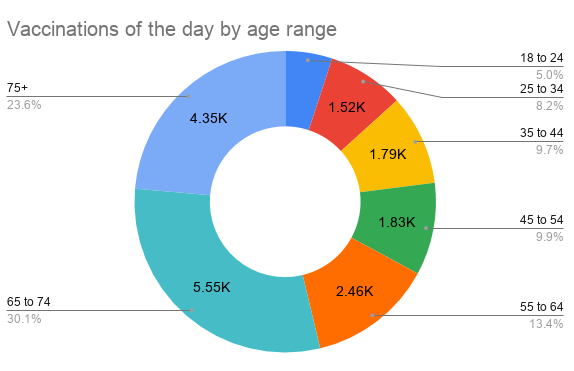 Vaccinations of the day by age range
18 to 24
5.0%
25 to 34
8.2%
35 to 44
9.7%
45 to 54
9.9%
55 to 64
13.4%
65 to 74
30.1%
75+
23.6%
1.52K
1.79K
1.83K
2.46K
5.55K
4.35K